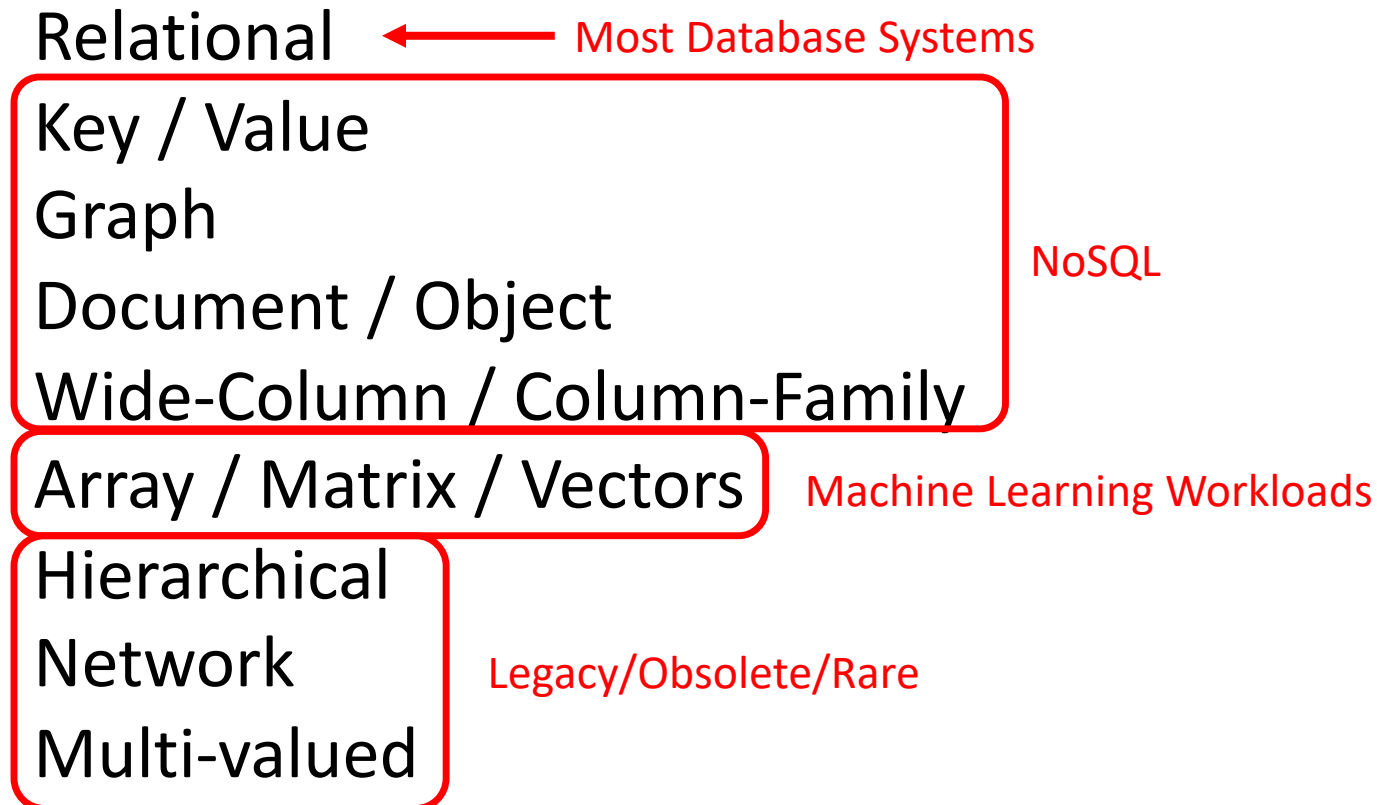 Relational
Most Database Systems
Key / Value
Graph
NoSQL
Document / Object
Wide-Column / Column-Family
Array / Matrix / Vectors
Machine Learning Workloads
Hierarchical
Network
Legacy/Obsolete/Rare
Multi-valued